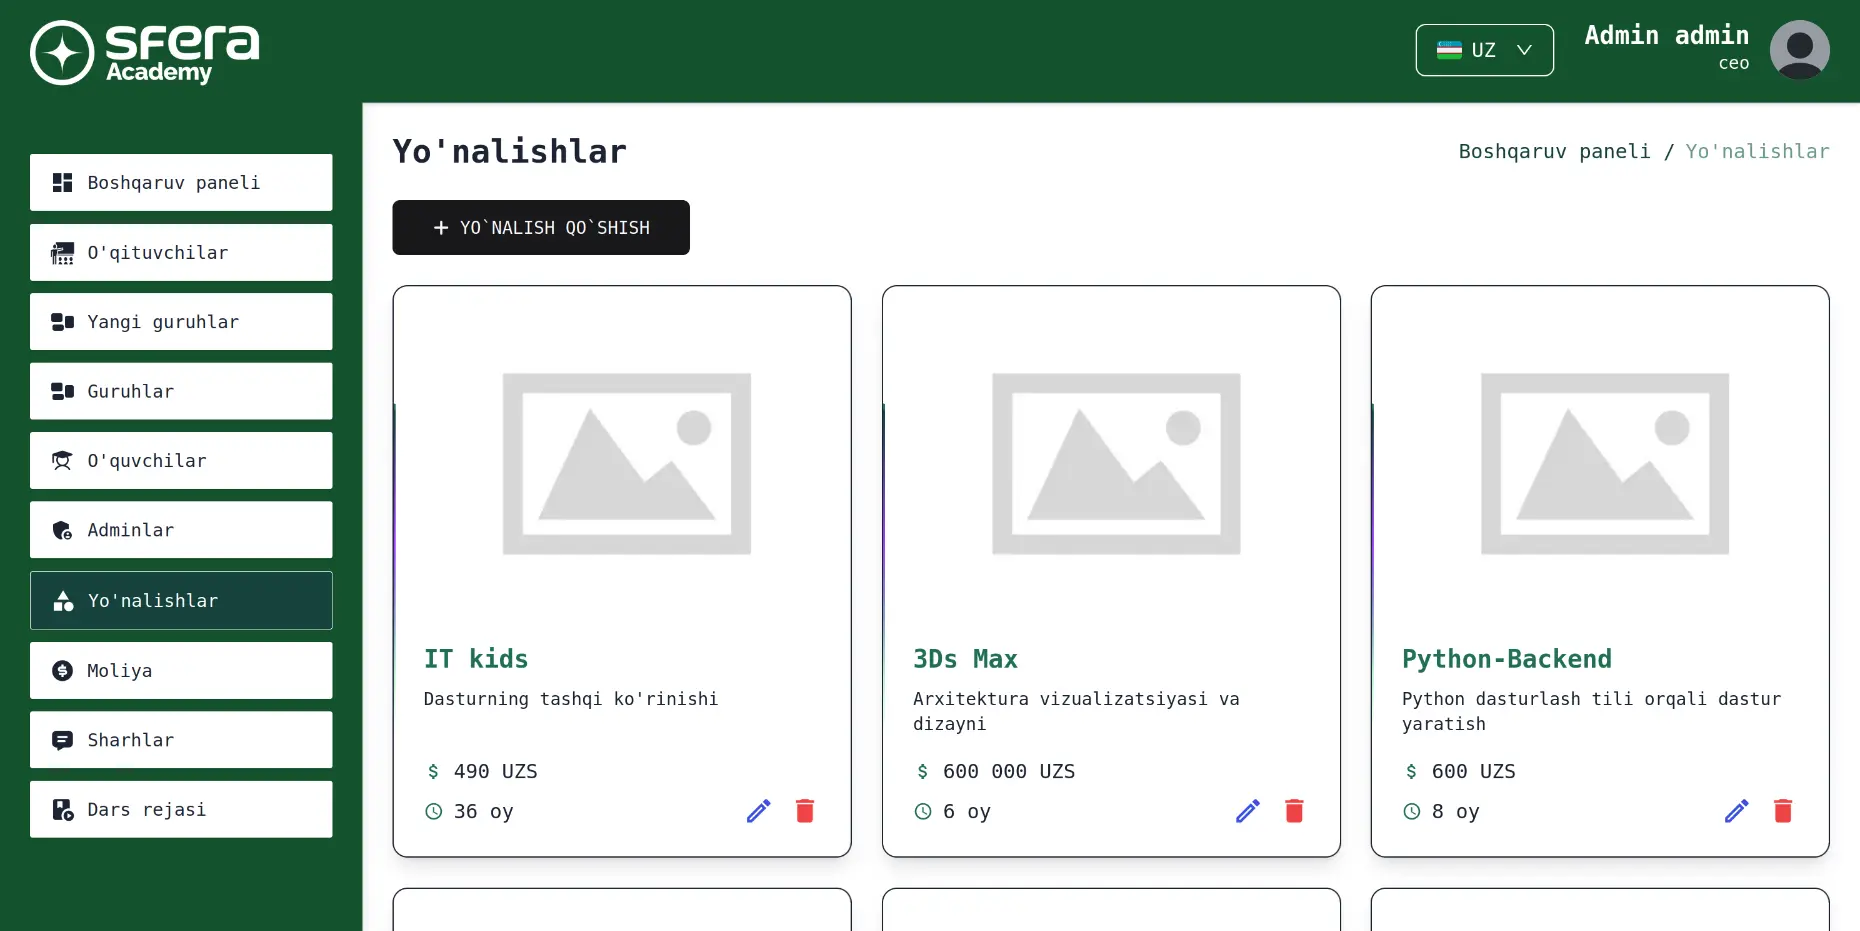 sfera
Academy
UZ
Admin admin
ceo
Boshqaruv paneli
O'qituvchilar
Yangi guruhlar
Guruhlar
O'quvchilar
Adminlar
Yo'nalishlar
Moliya
Sharhlar
Dars rejasi
Yo'nalishlar
Boshqaruv paneli / Yo'nalishlar
+ YO`NALISH QO`SHISH
IT kids
Dasturning tashqi ko'rinishi
$ 490 UZS
36 oy
3Ds Max
Arxitektura vizualizatsiyasi va
dizayni
$ 600 000 UZS
6 oy
Python-Backend
Python dasturlash tili orqali dastur
yaratish
$ 600 UZS
8 oy